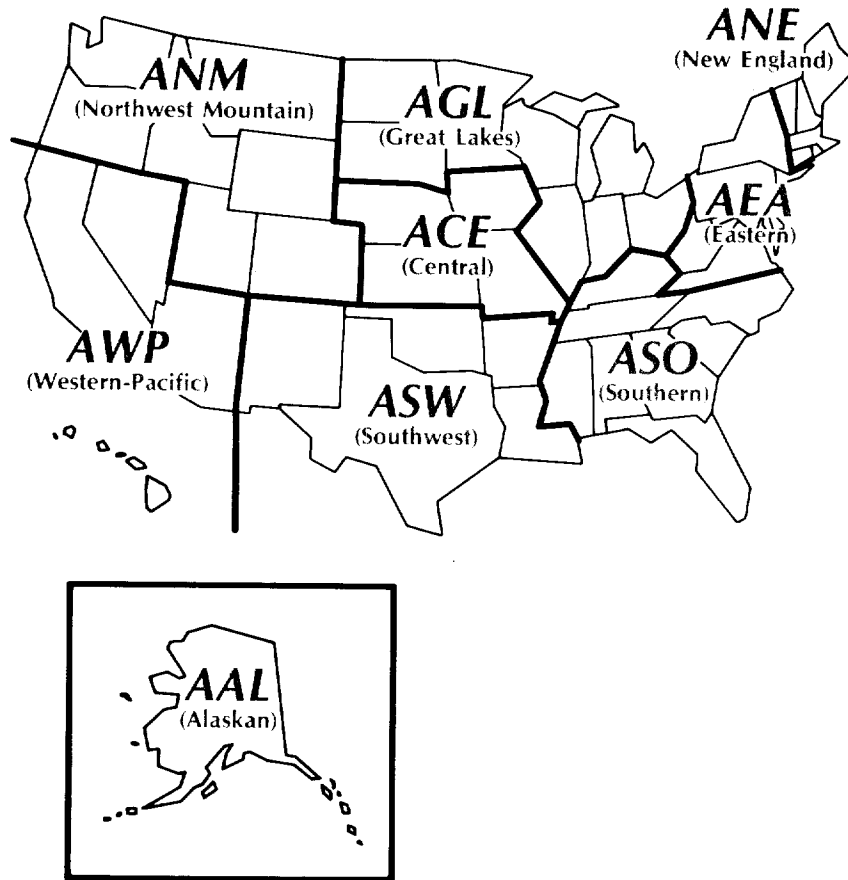 ANE
(New England)
ANM
(Northwest Mountain)
AGL
(Great Lakes)
AEA
(Eastern)
ACE
(Central)
AWP
(Western-Pacific)
ASO
(Southern)
ASW
(Southwest)
AAL
(Alaskan)